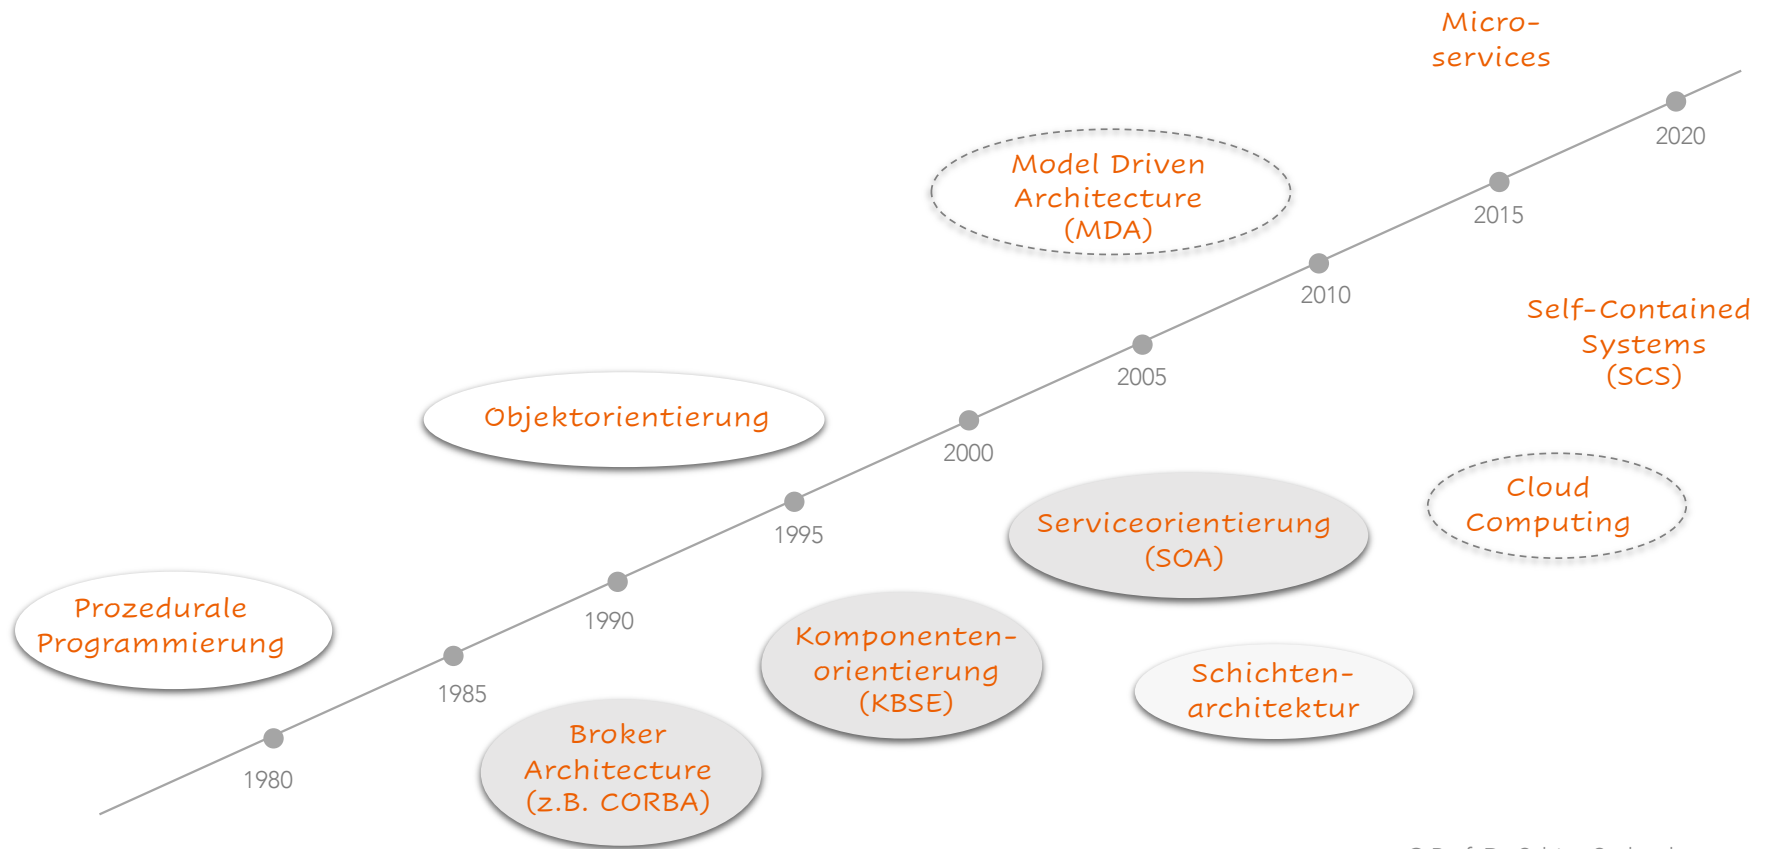 Micro-
services
2020
Model Driven
Architecture
(MDA)
2015
2010
Self-Contained
Systems
(SCS)
2005
Objektorientierung
2000
Cloud
Computing
Serviceorientierung
(SOA)
1995
Prozedurale
Programmierung
1990
Komponenten-
orientierung
(KBSE)
Schichten-
architektur
1985
Broker
Architecture
(z.B. CORBA)
1980